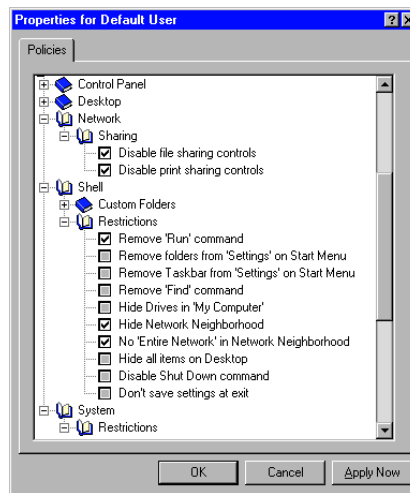 Properties for Default User
Policies
Control Panel
Desktop
Network
Sharing
Disable file sharing controls
Disable print sharing controls
Shell
Custom Folders
Restrictions
Remove 'Run' command
Remove folders from 'Settings' on Start Menu
Remove Taskbar from 'Settings' on Start Menu
Remove 'Find' command
Hide Drives in 'My Computer'
Hide Network Neighborhood
No 'Entire Network' in Network Neighborhood
Hide all items on Desktop
Disable Shut Down command
Don't save settings at exit
System
Restrictions
OK Cancel Apply Now